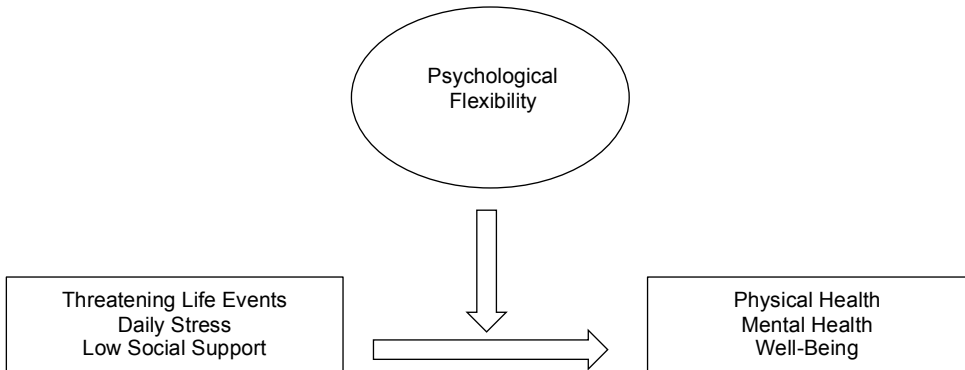 Psychological
Flexibility
Threatening Life Events
Daily Stress
Low Social Support
Physical Health
Mental Health
Well-Being